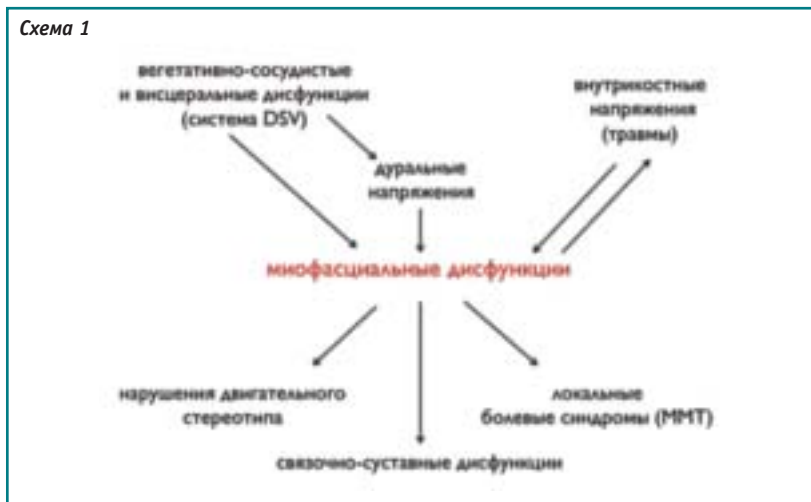 Схема 1
вегетативно-сосудистые
и висцеральные дисфункции
(система DSV)
внутрикостные
напряжения
(травмы)
дуральные
напряжения
миофасциальные дисфункции
нарушения двигательного
стереотипа
локальные
болевые синдромы (ММТ)
связочно-суставные дисфункции